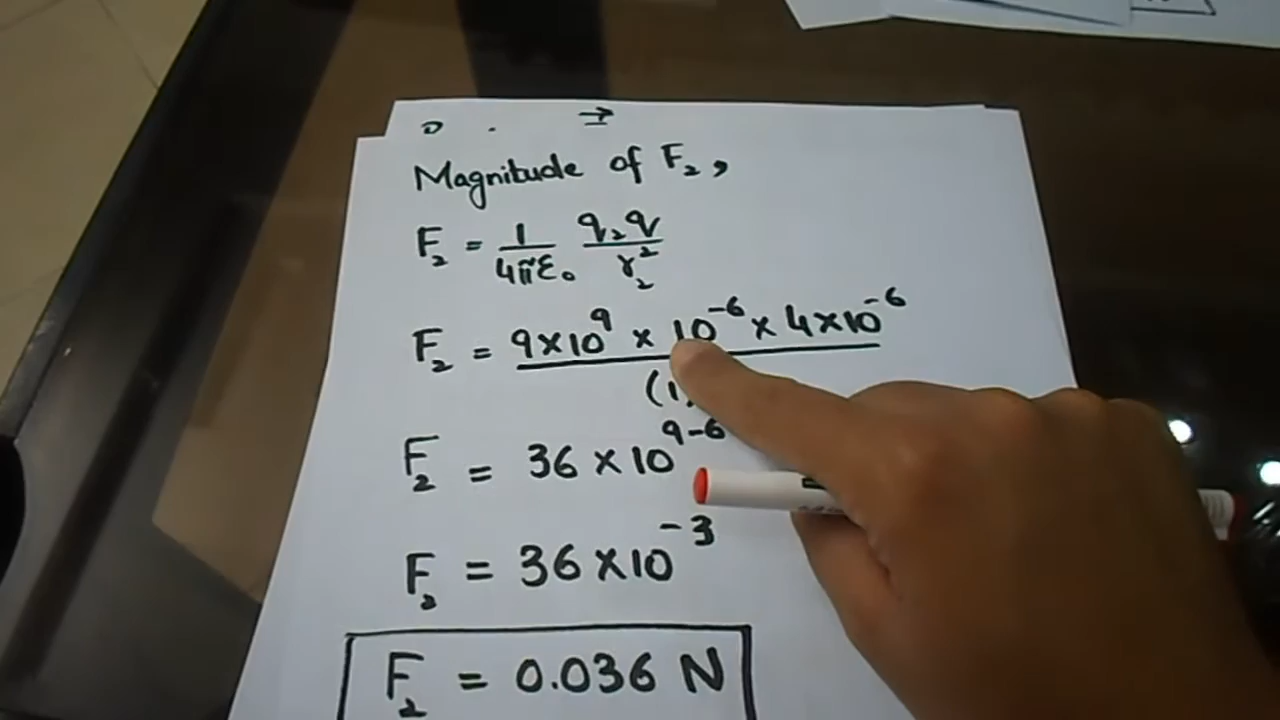 Magnitude of F₂,
F₂ = 1/4πε₀ q₂q/r₂²
F₂ = 9×10⁹ × 10⁻⁶ × 4×10⁻⁶
(1
F₂ = 36×10⁹⁻⁶
F₂ = 36×10⁻³
F₂ = 0.036 N